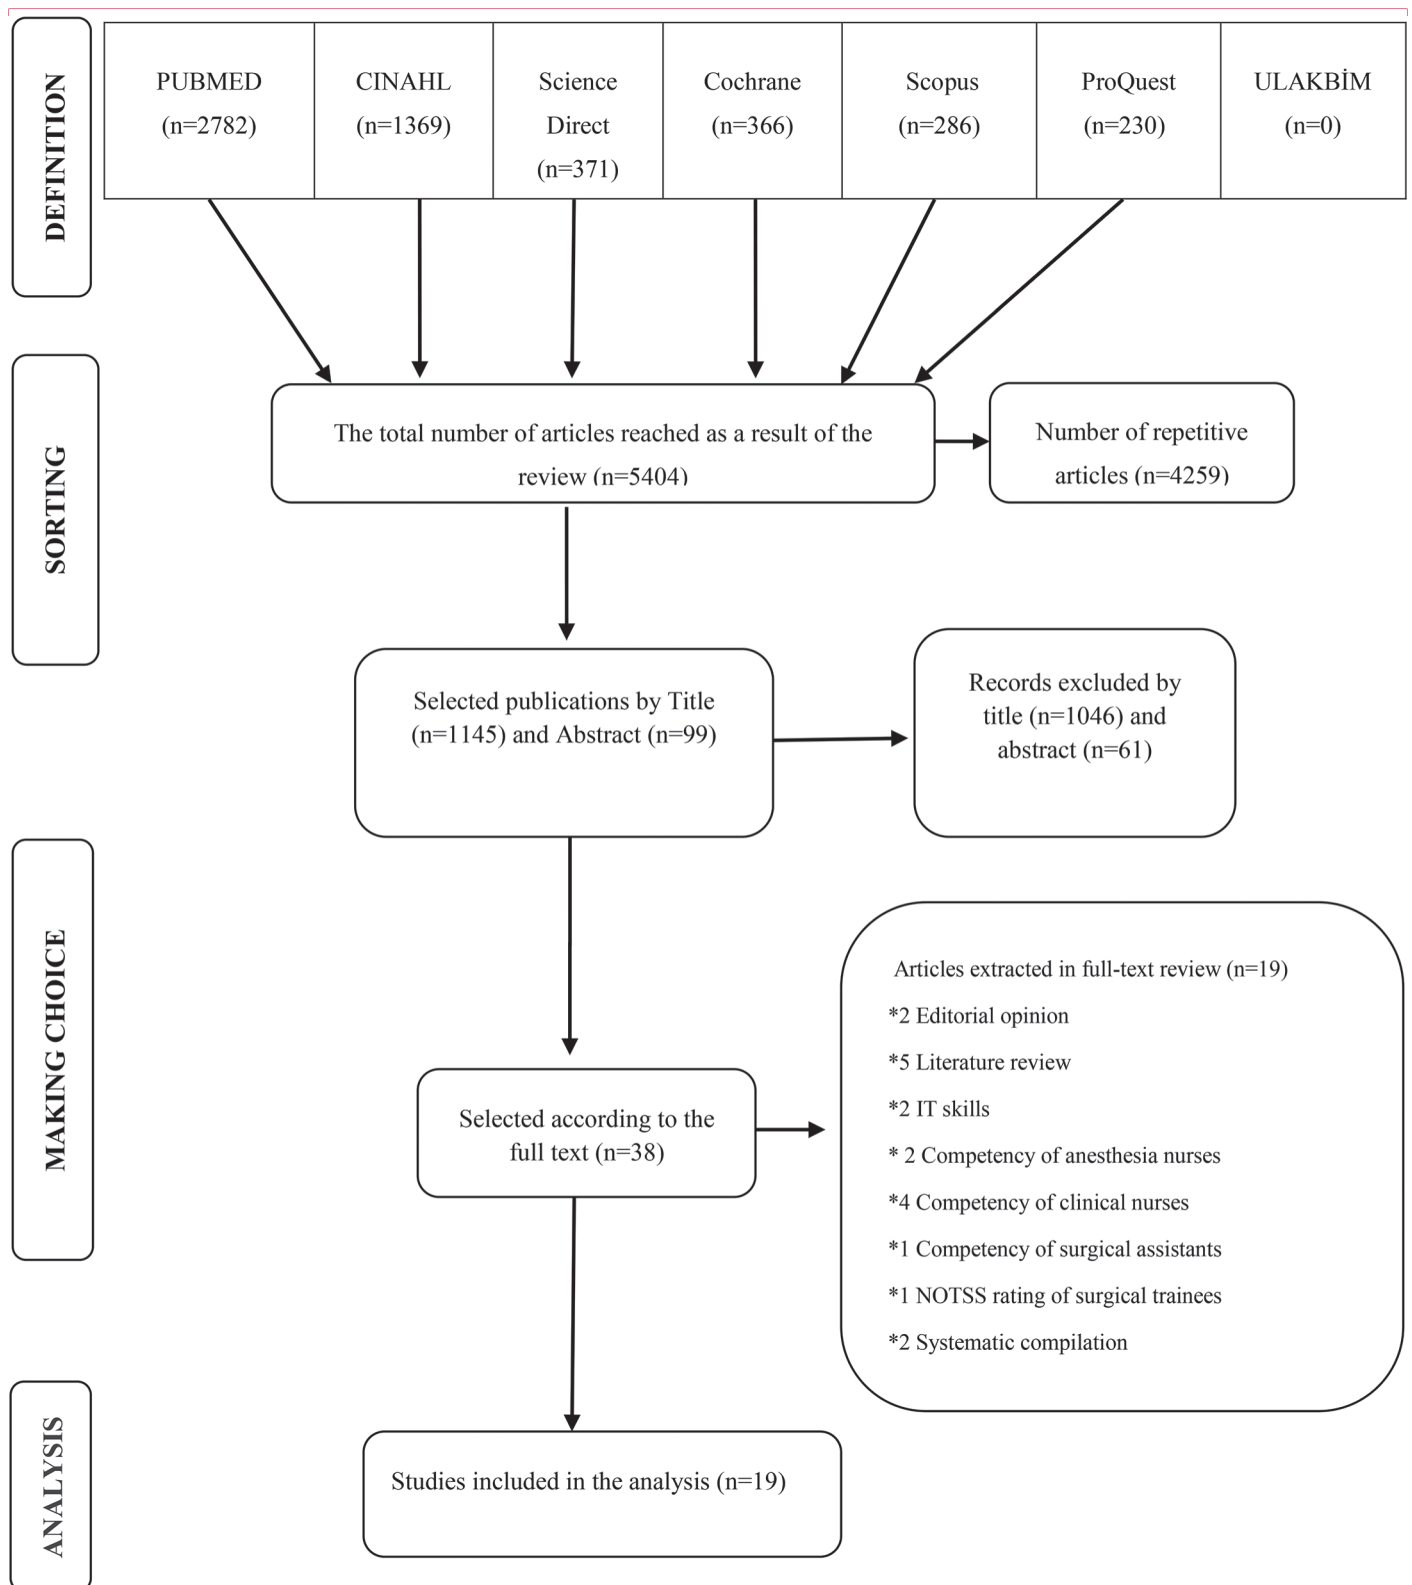 DEFINITION
PUBMED
(n=2782)
CINAHL
(n=1369)
Science
Direct
(n=371)
Cochrane
(n=366)
Scopus
(n=286)
ProQuest
(n=230)
ULAKBİM
(n=0)
SORTING
The total number of articles reached as a result of the
review (n=5404)
Number of repetitive
articles (n=4259)
Selected publications by Title
(n=1145) and Abstract (n=99)
Records excluded by
title (n=1046) and
abstract (n=61)
MAKING CHOICE
Selected according to the
full text (n=38)
Articles extracted in full-text review (n=19)
*2 Editorial opinion
*5 Literature review
*2 IT skills
* 2 Competency of anesthesia nurses
*4 Competency of clinical nurses
*1 Competency of surgical assistants
*1 NOTSS rating of surgical trainees
*2 Systematic compilation
ANALYSIS
Studies included in the analysis (n=19)